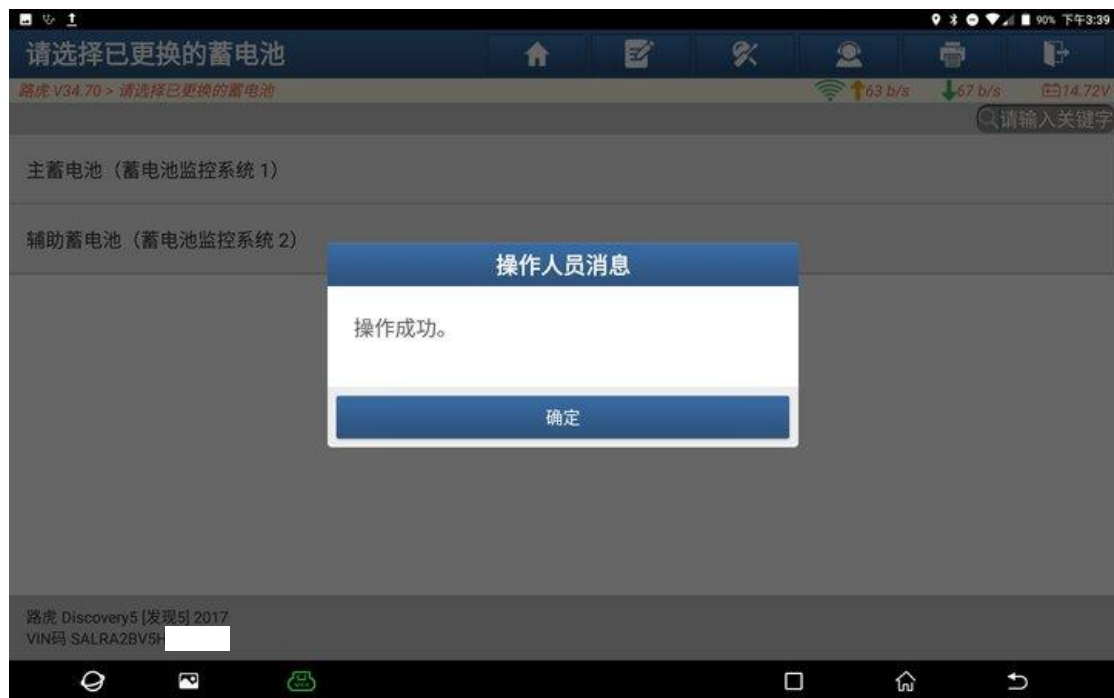 90% 下午3:39
请选择已更换的蓄电池
路虎 V34.70 > 请选择已更换的蓄电池
63 b/s 67 b/s 14.72V
请输入关键字
主蓄电池（蓄电池监控系统 1）
辅助蓄电池（蓄电池监控系统 2）
操作人员消息
操作成功。
确定
路虎 Discovery5 [发现5] 2017
VIN码 SALRA2BV5H